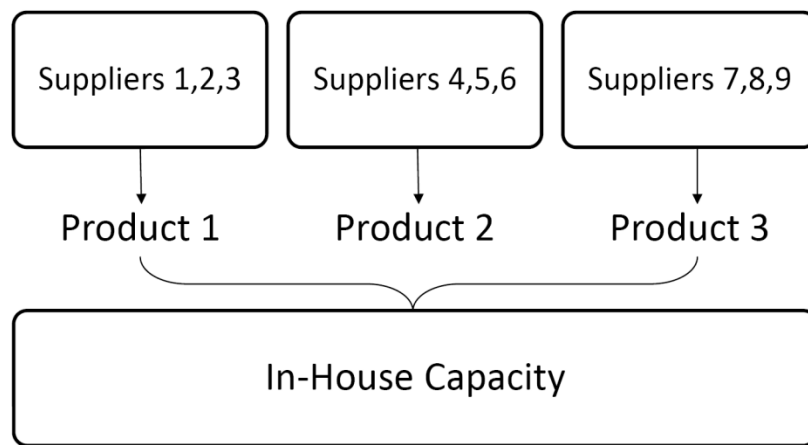 Suppliers 1,2,3
Suppliers 4,5,6
Suppliers 7,8,9
Product 1
Product 2
Product 3
In-House Capacity